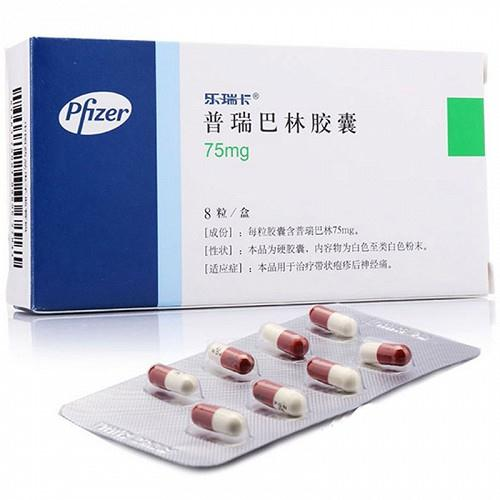 Pfizer
乐瑞卡®
普瑞巴林胶囊
75mg
8粒/盒
[成份]：每粒胶囊含普瑞巴林75mg。
[性状]：本品为硬胶囊，内容物为白色至类白色粉末。
[适应症]：本品用于治疗带状疱疹后神经痛。